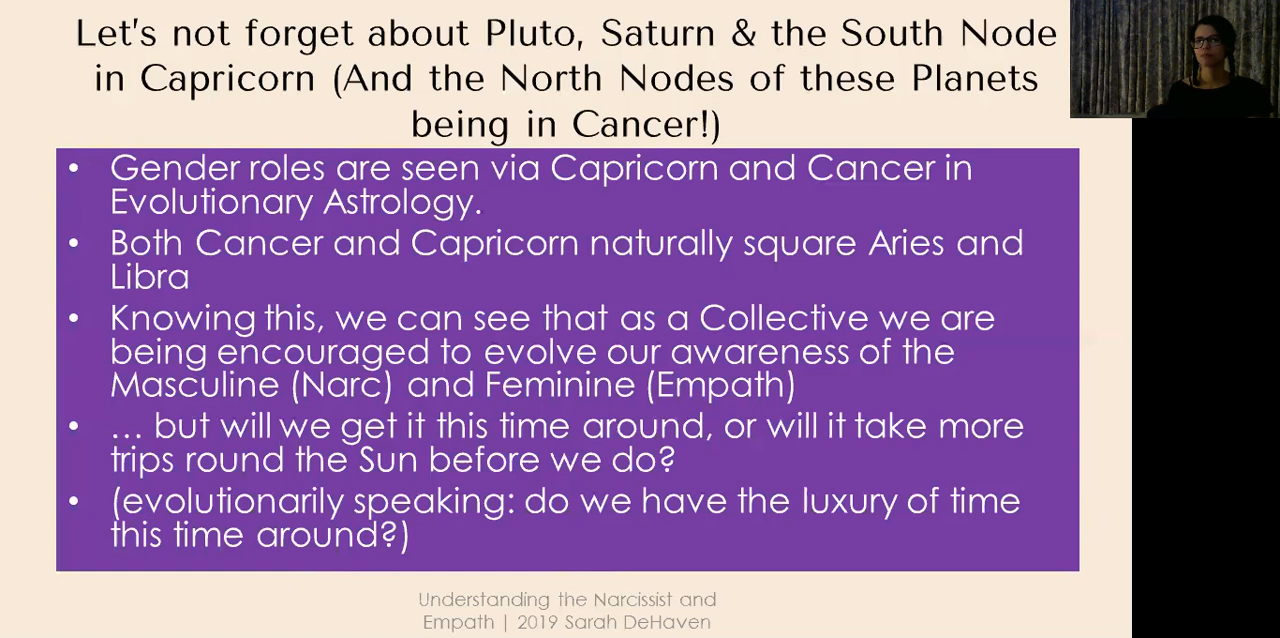 Let's not forget about Pluto, Saturn & the South Node
in Capricorn (And the North Nodes of these Planets
being in Cancer!)
• Gender roles are seen via Capricorn and Cancer in
Evolutionary Astrology.
• Both Cancer and Capricorn naturally square Aries and
Libra
• Knowing this, we can see that as a Collective we are
being encouraged to evolve our awareness of the
Masculine (Narc) and Feminine (Empath)
• … but will we get it this time around, or will it take more
trips round the Sun before we do?
• (evolutionarily speaking: do we have the luxury of time
this time around?)
Understanding the Narcissist and
Empath | 2019 Sarah DeHaven